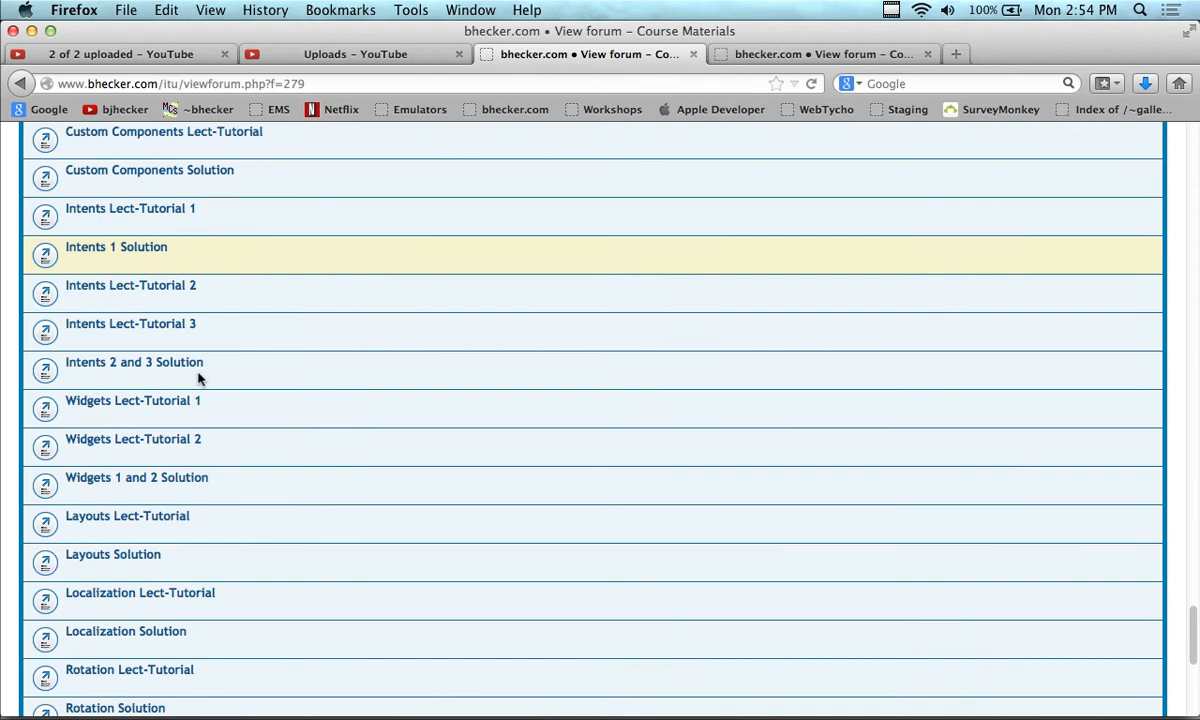 Firefox File Edit View History Bookmarks Tools Window Help 100% Mon 2:54 PM
bhecker.com • View forum – Course Materials
2 of 2 uploaded – YouTube × Uploads – YouTube × bhecker.com • View forum – Co... × bhecker.com • View forum – Co... × +
www.bhecker.com/itu/viewforum.php?f=279 Google
Google bjhecker ~bhecker EMS Netflix Emulators bhecker.com Workshops Apple Developer WebTycho Staging SurveyMonkey Index of /~galle...
Custom Components Lect-Tutorial
Custom Components Solution
Intents Lect-Tutorial 1
Intents 1 Solution
Intents Lect-Tutorial 2
Intents Lect-Tutorial 3
Intents 2 and 3 Solution
Widgets Lect-Tutorial 1
Widgets Lect-Tutorial 2
Widgets 1 and 2 Solution
Layouts Lect-Tutorial
Layouts Solution
Localization Lect-Tutorial
Localization Solution
Rotation Lect-Tutorial
Rotation Solution